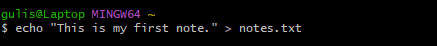 gulis@Laptop MINGW64 ~
$ echo "This is my first note." > notes.txt